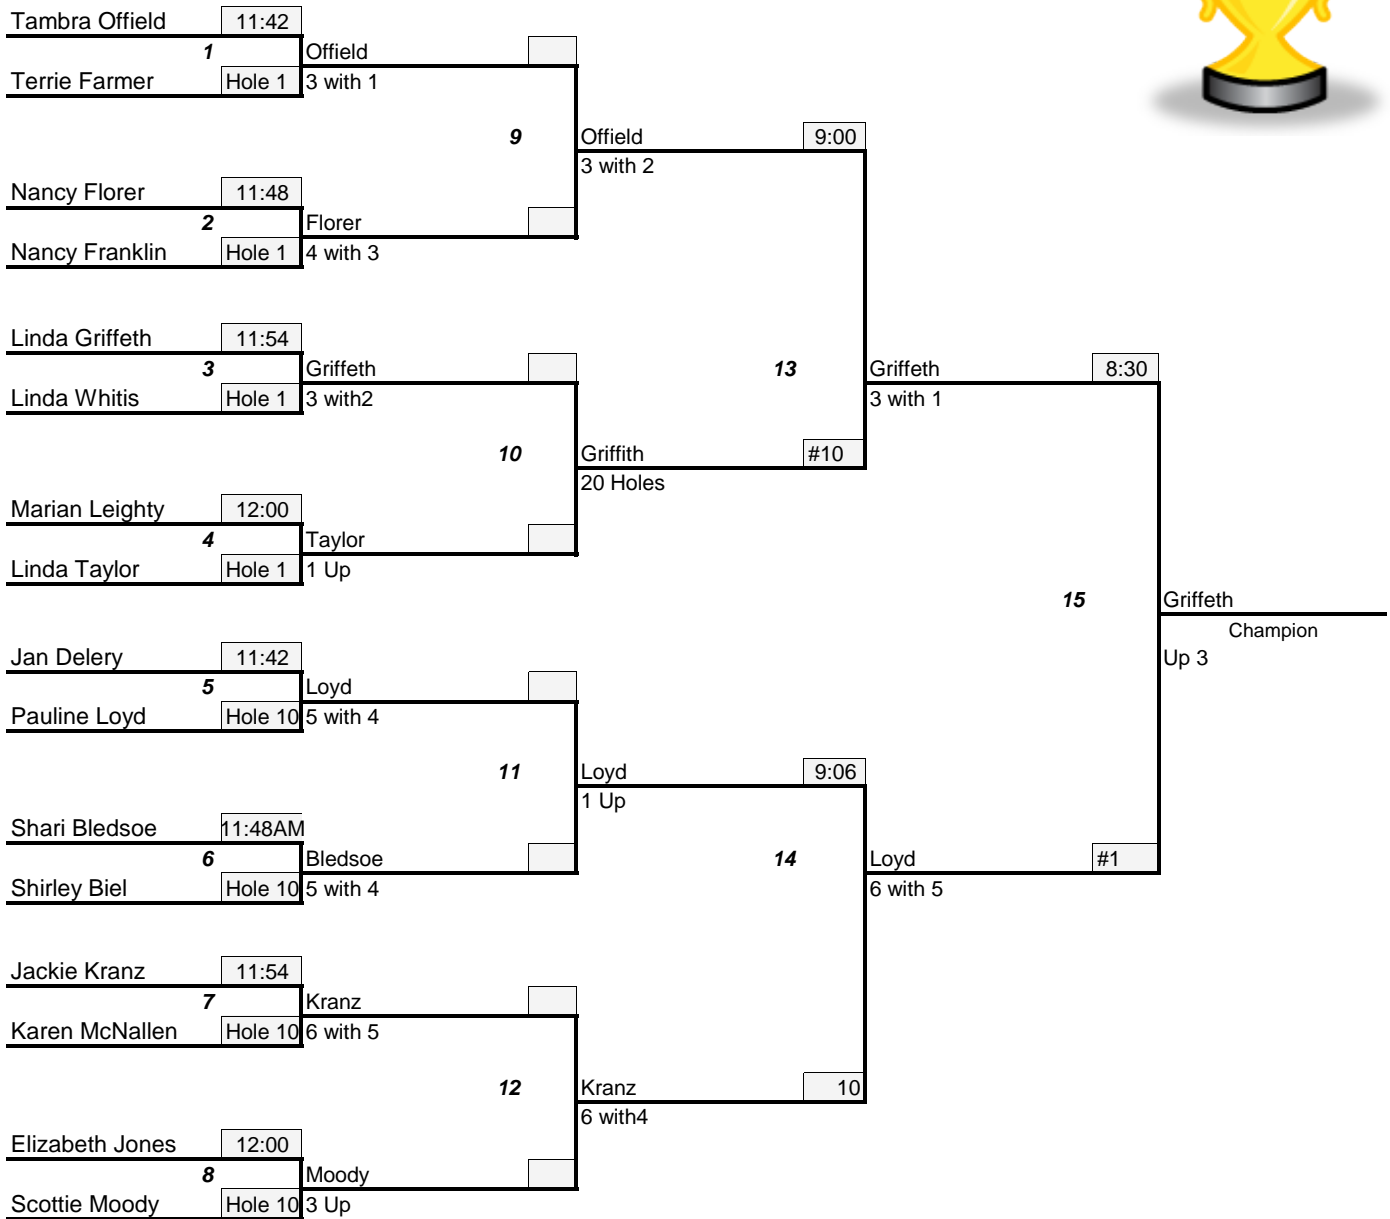 Tambra Offield 11:42
1 Offield
Terrie Farmer Hole 1 3 with 1
9 Offield 9:00
3 with 2
Nancy Florer 11:48
2 Florer
Nancy Franklin Hole 1 4 with 3
Linda Griffeth 11:54
3 Griffeth 13 Griffeth 8:30
Linda Whitis Hole 1 3 with2 3 with 1
10 Griffith #10
20 Holes
Marian Leighty 12:00
4 Taylor
Linda Taylor Hole 1 1 Up
15 Griffeth
Champion
Jan Delery 11:42 Up 3
5 Loyd
Pauline Loyd Hole 10 5 with 4
11 Loyd 9:06
1 Up
Shari Bledsoe 11:48AM
6 Bledsoe 14 Loyd #1
Shirley Biel Hole 10 5 with 4 6 with 5
Jackie Kranz 11:54
7 Kranz
Karen McNallen Hole 10 6 with 5
12 Kranz 10
6 with4
Elizabeth Jones 12:00
8 Moody
Scottie Moody Hole 10 3 Up